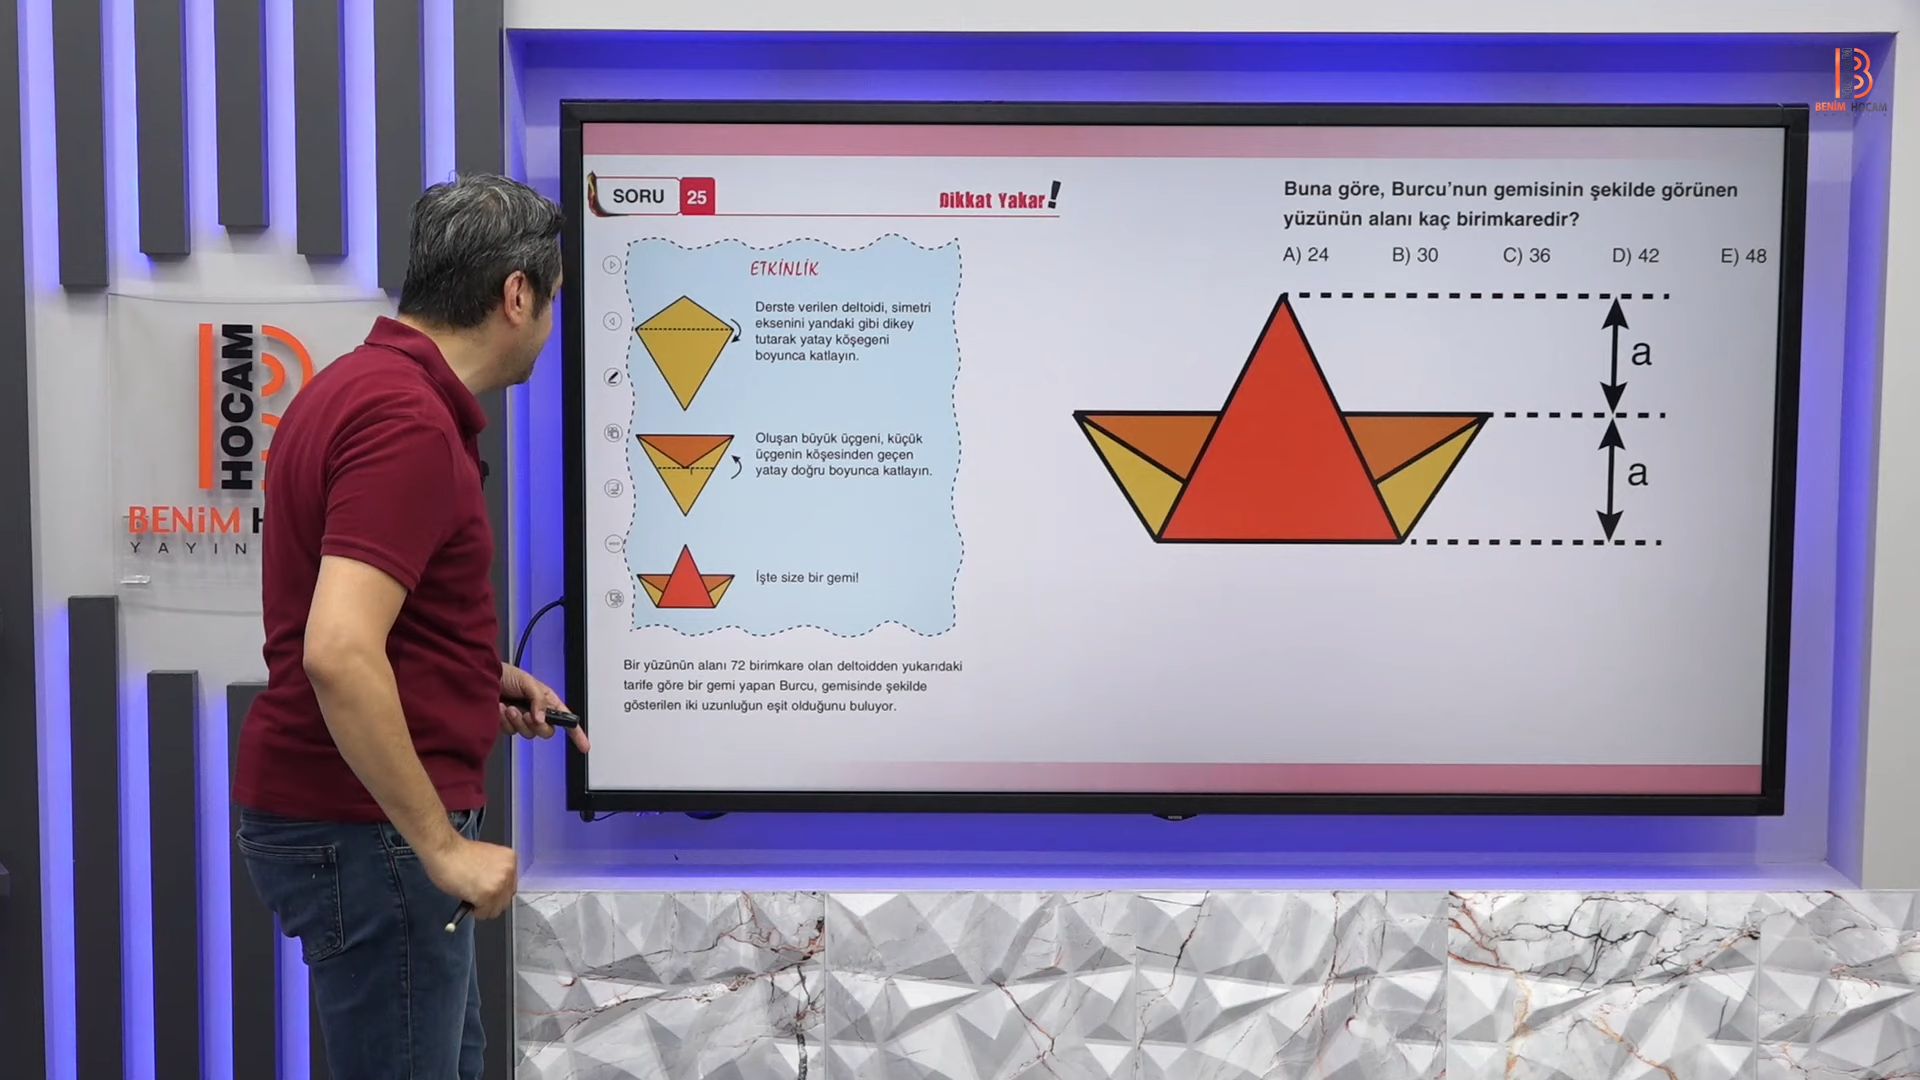 BENİM HOCAM
HOCAM
BENİM H
YAYIN
SORU 25
Dikkat Yakar!
ETKİNLİK
Derste verilen deltoidi, simetri
eksenini yandaki gibi dikey
tutarak yatay köşegeni
boyunca katlayın.
Oluşan büyük üçgeni, küçük
üçgenin köşesinden geçen
yatay doğru boyunca katlayın.
İşte size bir gemi!
Bir yüzünün alanı 72 birimkare olan deltoidden yukarıdaki
tarife göre bir gemi yapan Burcu, gemisinde şekilde
gösterilen iki uzunluğun eşit olduğunu buluyor.
Buna göre, Burcu'nun gemisinin şekilde görünen
yüzünün alanı kaç birimkaredir?
A) 24 B) 30 C) 36 D) 42 E) 48
a
a